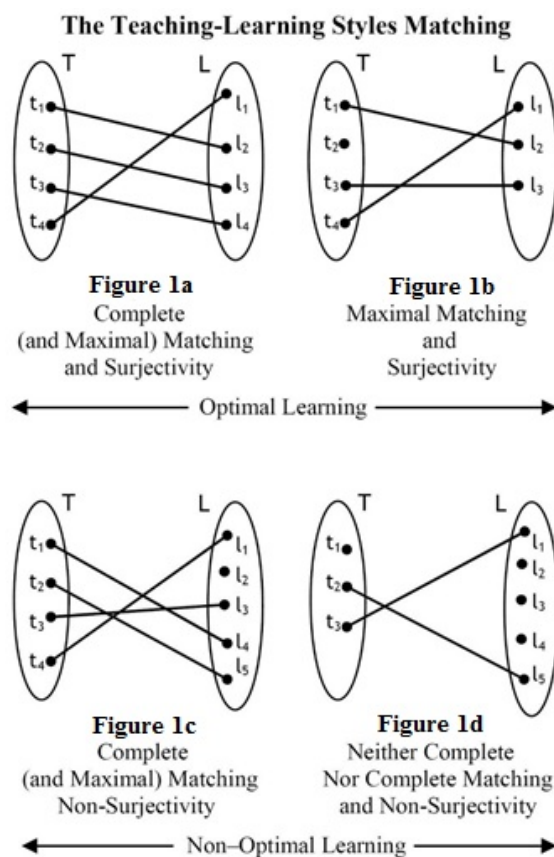 The Teaching-Learning Styles Matching
T L
t1 l1
t2 l2
t3 l3
t4 l4
Figure 1a
Complete
(and Maximal) Matching
and Surjectivity
T L
t1 l1
t2 l2
t3 l3
t4
Figure 1b
Maximal Matching
and
Surjectivity
Optimal Learning
T L
t1 l1
t2 l2
t3 l3
t4 l4
l5
Figure 1c
Complete
(and Maximal) Matching
Non-Surjectivity
T L
t1 l1
t2 l2
t3 l3
l4
l5
Figure 1d
Neither Complete
Nor Complete Matching
and Non-Surjectivity
Non–Optimal Learning